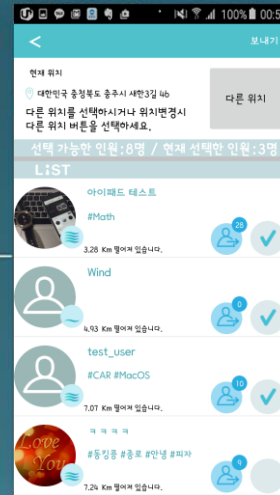 100% 00:5
보내기
현재 위치
대한민국 충청북도 충주시 새한3길 46
다른 위치를 선택하시거나 위치변경시
다른 위치 버튼을 선택하세요.
다른 위치
선택 가능한 인원:8명 / 현재 선택한 인원:3명
LiST
아이패드 테스트
#Math
28
3.28 Km 떨어져 있습니다.
Wind
0
4.93 Km 떨어져 있습니다.
test_user
#CAR #MacOS
10
7.07 Km 떨어져 있습니다.
ㅋㅋㅋㅋ
#등킹콩 #종로 #안녕 #피자
9
Love
You
7.24 Km 떨어져 있습니다.